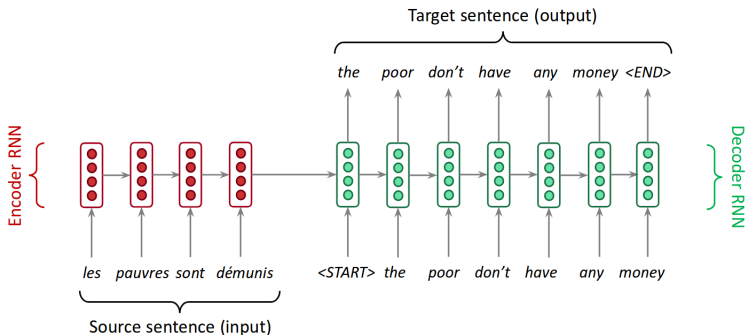 Target sentence (output)
the poor don't have any money <END>
Encoder RNN
Decoder RNN
les pauvres sont démunis <START> the poor don't have any money
Source sentence (input)